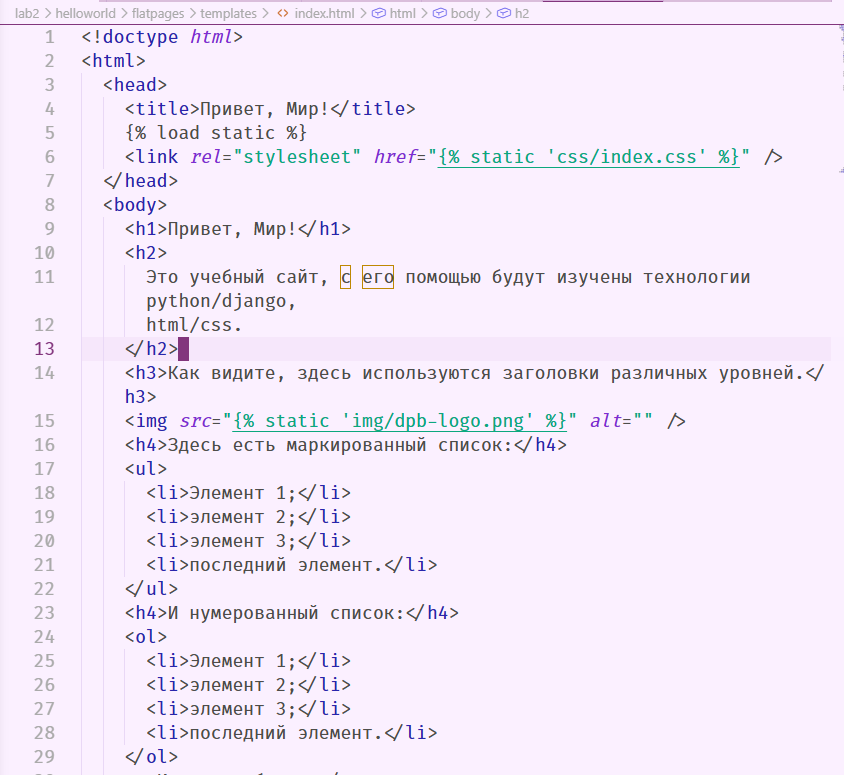 lab2 > helloworld > flatpages > templates > <> index.html > html > body > h2
1 <!doctype html>
2 <html>
3 <head>
4 <title>Привет, Мир!</title>
5 {% load static %}
6 <link rel="stylesheet" href="{% static 'css/index.css' %}" />
7 </head>
8 <body>
9 <h1>Привет, Мир!</h1>
10 <h2>
11 Это учебный сайт, с его помощью будут изучены технологии
python/django,
12 html/css.
13 </h2>
14 <h3>Как видите, здесь используются заголовки различных уровней.</
h3>
15 <img src="{% static 'img/dpb-logo.png' %}" alt="" />
16 <h4>Здесь есть маркированный список:</h4>
17 <ul>
18 <li>Элемент 1;</li>
19 <li>элемент 2;</li>
20 <li>элемент 3;</li>
21 <li>последний элемент.</li>
22 </ul>
23 <h4>И нумерованный список:</h4>
24 <ol>
25 <li>Элемент 1;</li>
26 <li>элемент 2;</li>
27 <li>элемент 3;</li>
28 <li>последний элемент.</li>
29 </ol>